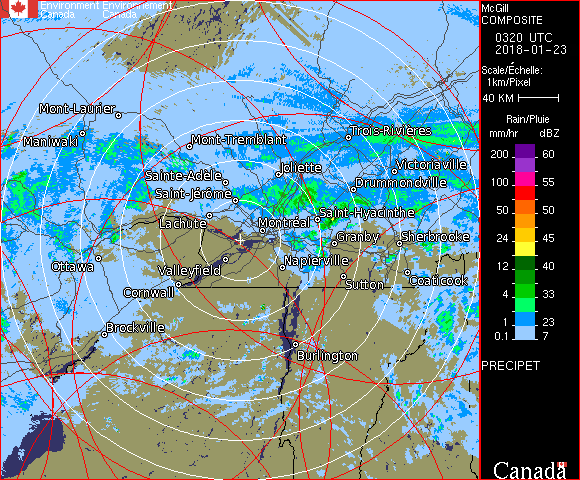 Environment Environnement
Canada Canada
McGill
COMPOSITE
0320 UTC
2018-01-23
Scale/Échelle:
1km/Pixel
40 KM
Rain/Pluie
mm/hr dBZ
200 60
100 55
50 50
24 45
12 40
4 33
1 23
0.1 7
PRECIPET
Canada
Mont-Laurier
Maniwaki
Mont-Tremblant
Trois-Rivières
Sainte-Adèle
Joliette
Victoriaville
Saint-Jérôme
Drummondville
Lachute
Montréal
Saint-Hyacinthe
Granby
Sherbrooke
Ottawa
Valleyfield
Napierville
Cornwall
Sutton
Coaticook
Brockville
Burlington